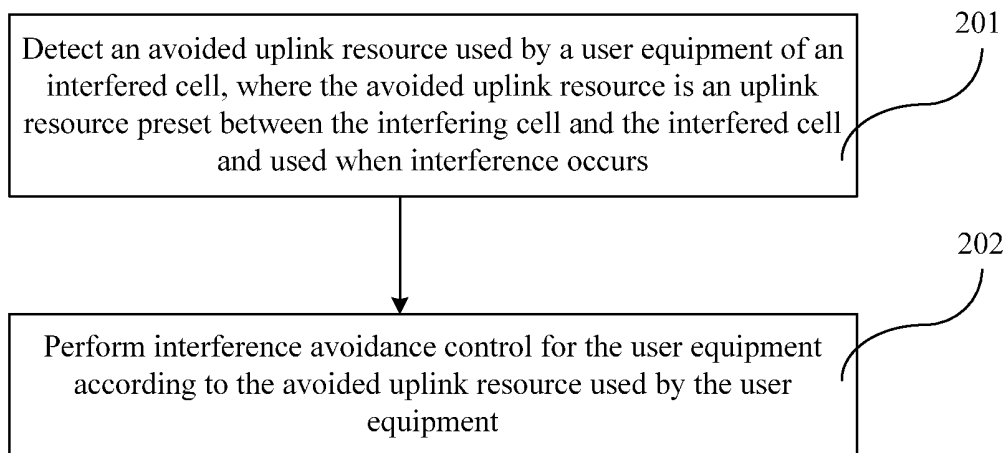 201
Detect an avoided uplink resource used by a user equipment of an
interfered cell, where the avoided uplink resource is an uplink
resource preset between the interfering cell and the interfered cell
and used when interference occurs
202
Perform interference avoidance control for the user equipment
according to the avoided uplink resource used by the user
equipment